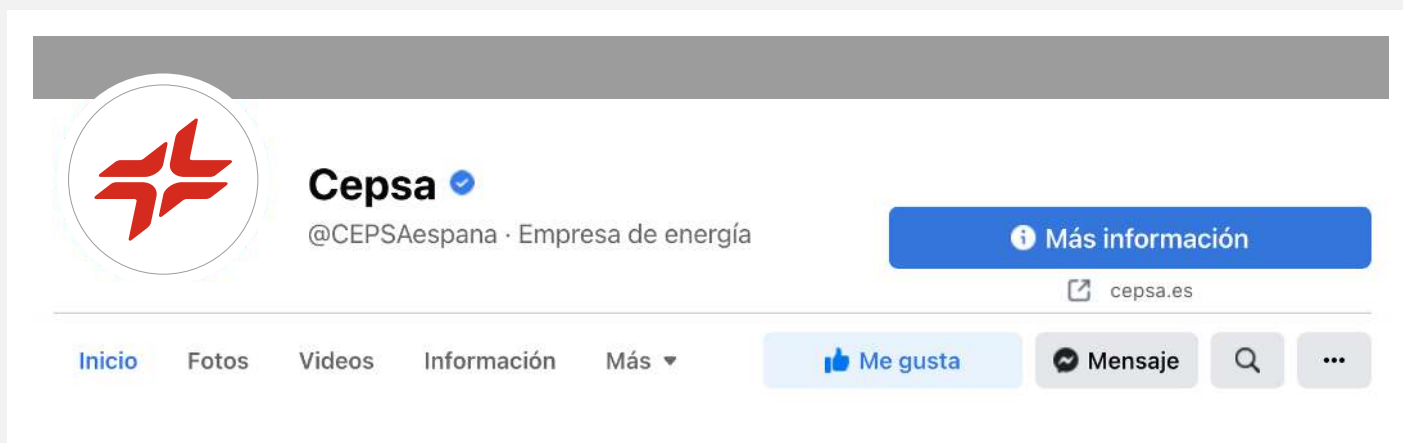 Cepsa
@CEPSAespana · Empresa de energía
Más información
cepsa.es
Inicio Fotos Videos Información Más Me gusta Mensaje